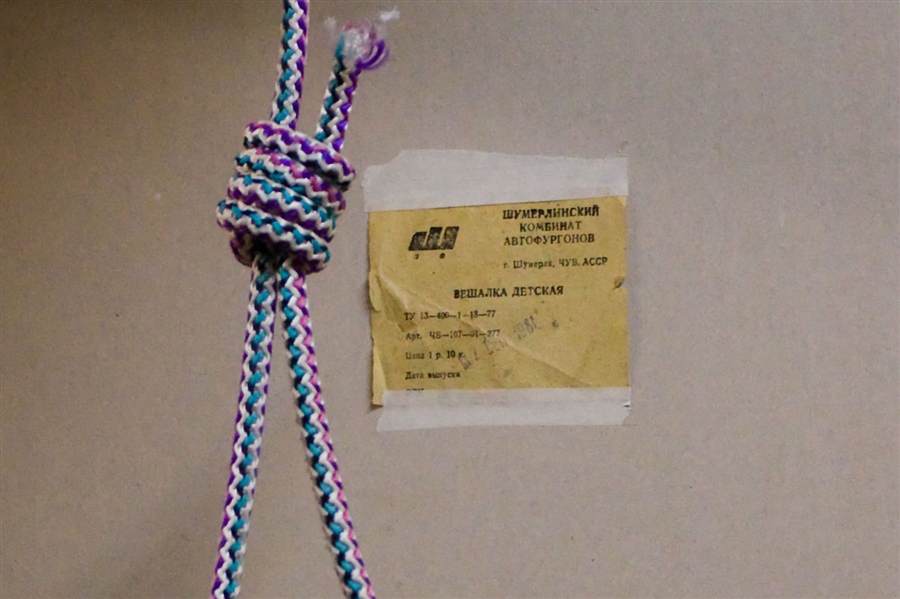 ШУМЕРЛИНСКИЙ
КОМБИНАТ
АВТОФУРГОНОВ
г. Шумерля, ЧУВ. АССР
ВЕШАЛКА ДЕТСКАЯ
ТУ 13—400—1—18—77
Арт. ЧБ—107—01—277
Цена 1 р. 10 к.
Дата выпуска